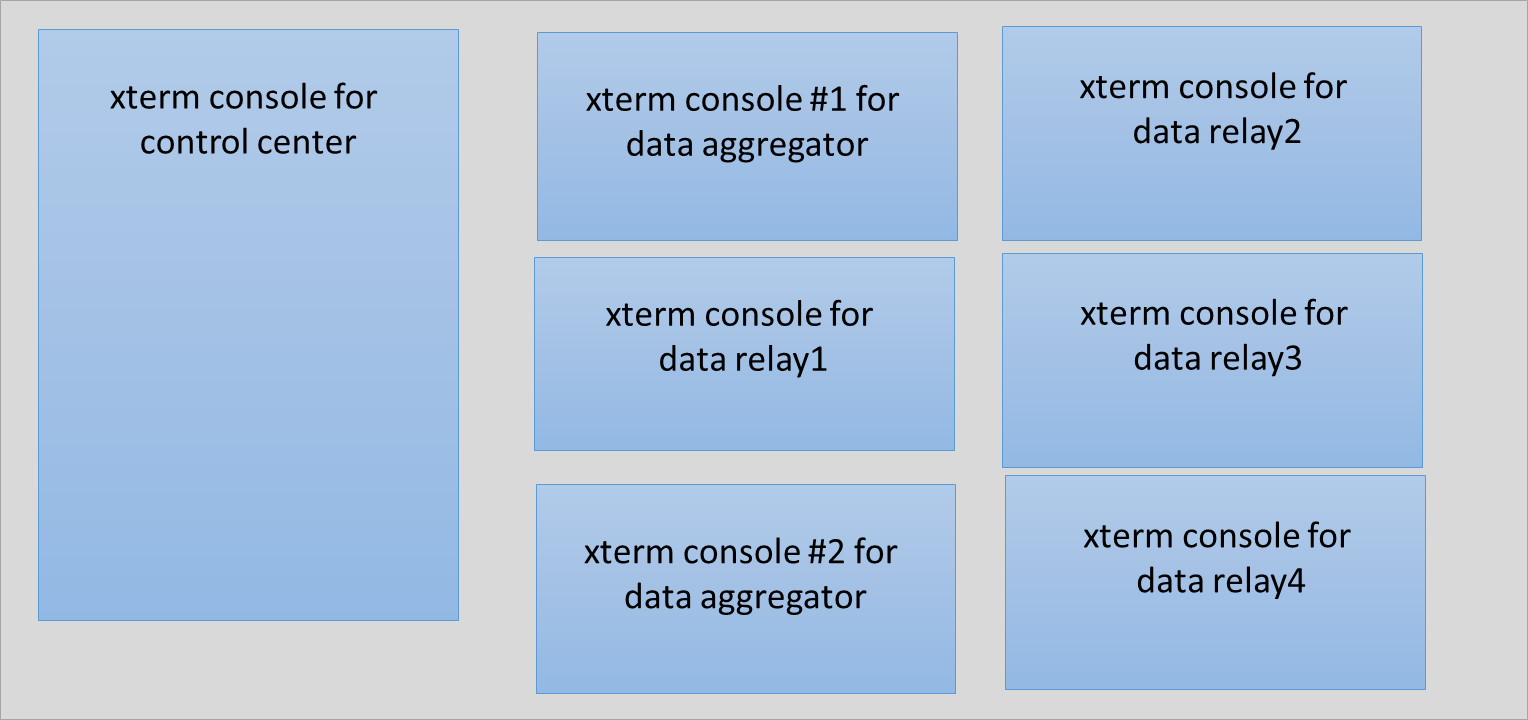 xterm console for
control center
xterm console #1 for
data aggregator
xterm console for
data relay2
xterm console for
data relay1
xterm console for
data relay3
xterm console #2 for
data aggregator
xterm console for
data relay4